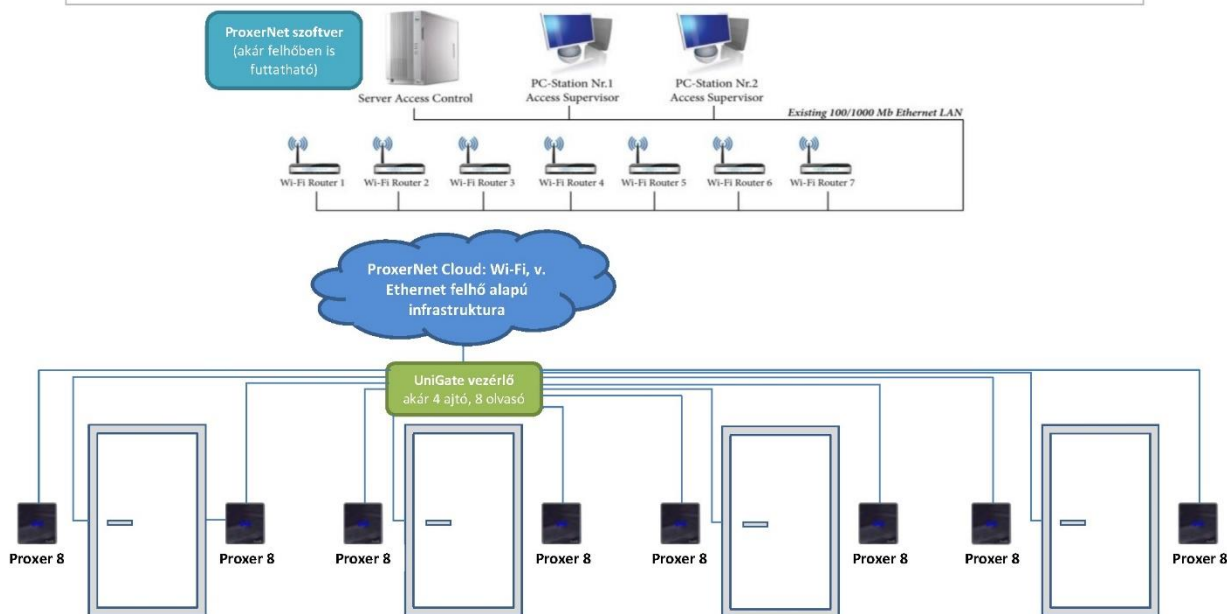 ProxerNet szoftver
(akár felhőben is
futtatható)
Server Access Control
PC-Station Nr.1
Access Supervisor
PC-Station Nr.2
Access Supervisor
Existing 100/1000 Mb Ethernet LAN
Wi-Fi Router 1
Wi-Fi Router 2
Wi-Fi Router 3
Wi-Fi Router 4
Wi-Fi Router 5
Wi-Fi Router 6
Wi-Fi Router 7
ProxerNet Cloud: Wi-Fi, v.
Ethernet felhő alapú
infrastruktura
UniGate vezérlő
akár 4 ajtó, 8 olvasó
Proxer 8
Proxer 8
Proxer 8
Proxer 8
Proxer 8
Proxer 8
Proxer 8
Proxer 8